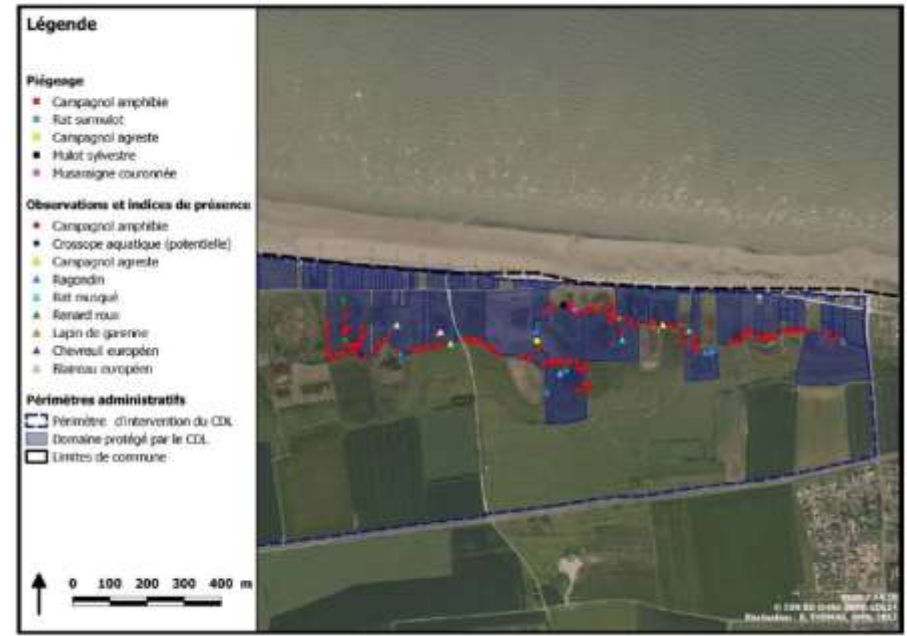 Légende
Piégeage
Campagnol amphibie
Rat surmulot
Campagnol agreste
Mulot sylvestre
Musaraigne couronnée
Observations et indices de présence
Campagnol amphibie
Crossope aquatique (potentielle)
Campagnol agreste
Ragondin
Rat musqué
Renard roux
Lapin de garenne
Chevreuil européen
Blaireau européen
Périmètres administratifs
Périmètre d'intervention du CDL
Domaine protégé par le CDL
Limites de commune
0 100 200 300 400 m